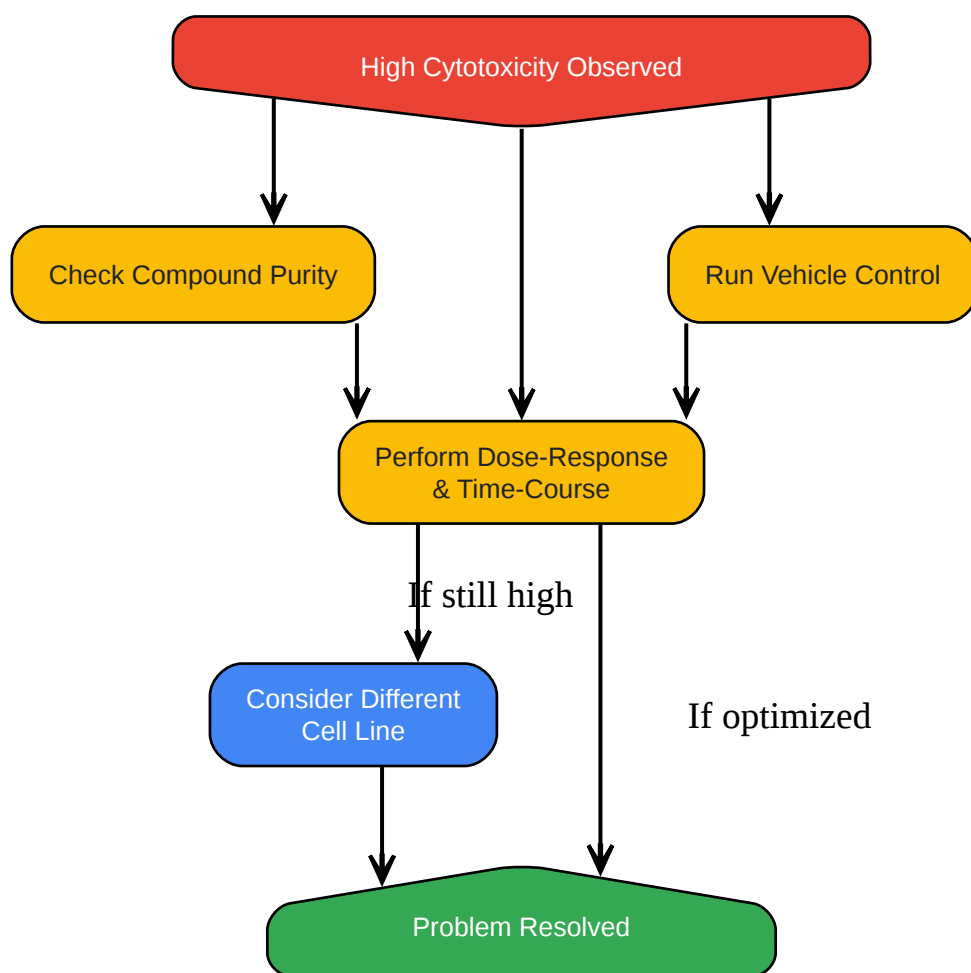 High Cytotoxicity Observed
Check Compound Purity
Run Vehicle Control
Perform Dose-Response
& Time-Course
If still high
Consider Different
Cell Line
If optimized
Problem Resolved